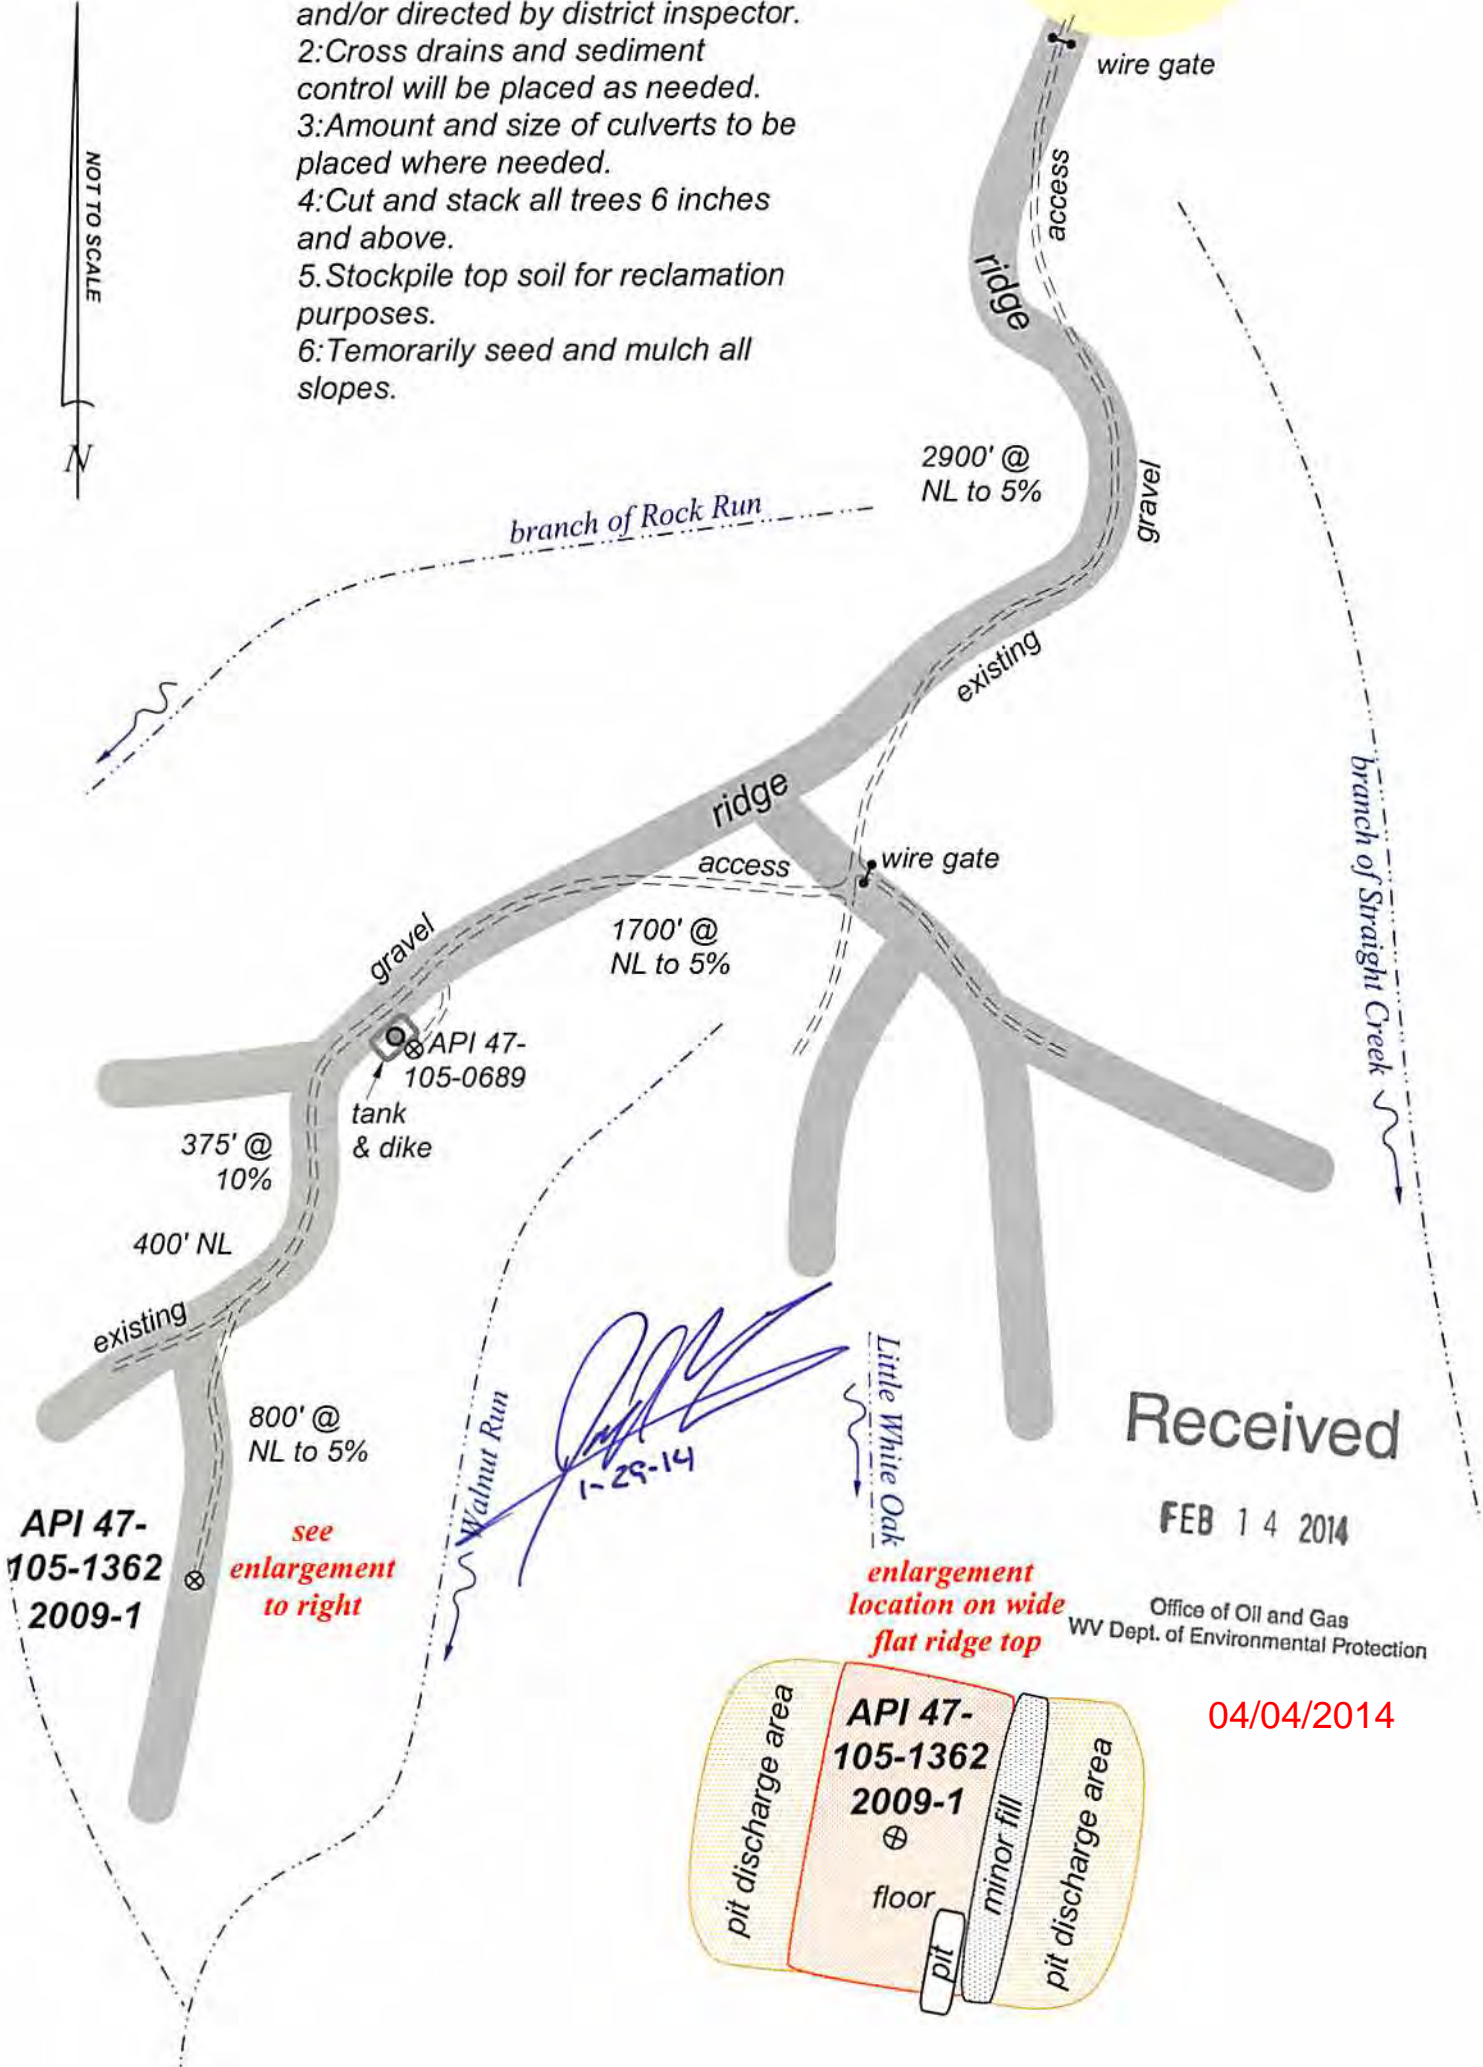 and/or directed by district inspector.
2:Cross drains and sediment
control will be placed as needed.
3:Amount and size of culverts to be
placed where needed.
4:Cut and stack all trees 6 inches
and above.
5.Stockpile top soil for reclamation
purposes.
6:Temorarily seed and mulch all
slopes.
NOT TO SCALE
N
wire gate
access
ridge
2900' @
NL to 5%
gravel
branch of Rock Run
existing
ridge
access
wire gate
branch of Straight Creek
gravel
1700' @
NL to 5%
API 47-
105-0689
tank
& dike
375' @
10%
400' NL
existing
800' @
NL to 5%
Walnut Run
1-29-14
Little White Oak
Received
FEB 14 2014
Office of Oil and Gas
WV Dept. of Environmental Protection
04/04/2014
API 47-
105-1362
2009-1
see
enlargement
to right
enlargement
location on wide
flat ridge top
pit discharge area
API 47-
105-1362
2009-1
floor
pit
minor fill
pit discharge area